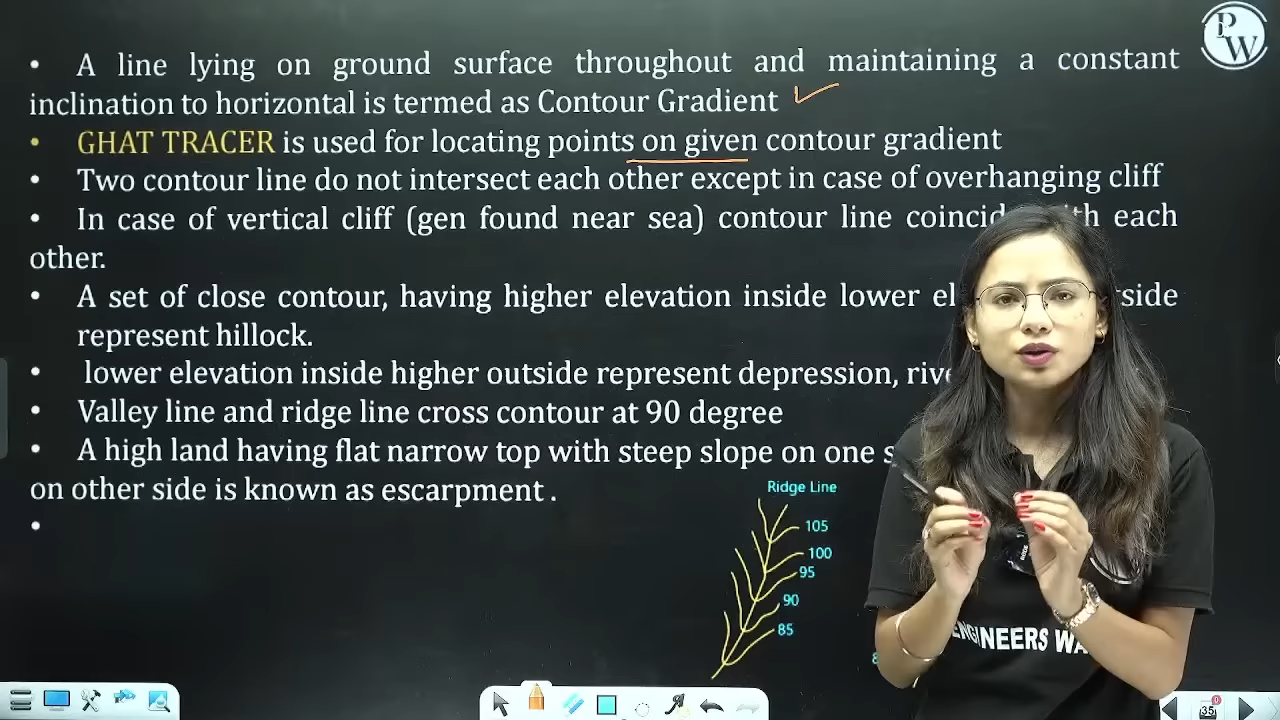 PW
• A line lying on ground surface throughout and maintaining a constant
inclination to horizontal is termed as Contour Gradient
• GHAT TRACER is used for locating points on given contour gradient
• Two contour line do not intersect each other except in case of overhanging cliff
• In case of vertical cliff (gen found near sea) contour line each
other.
• A set of close contour, having higher elevation inside lower
represent hillock.
• lower elevation inside higher outside represent depression,
• Valley line and ridge line cross contour at 90 degree
• A high land having flat narrow top with steep slope on one
on other side is known as escarpment .
•
Ridge Line
105
100
95
90
85
ENGINEERS WA
35